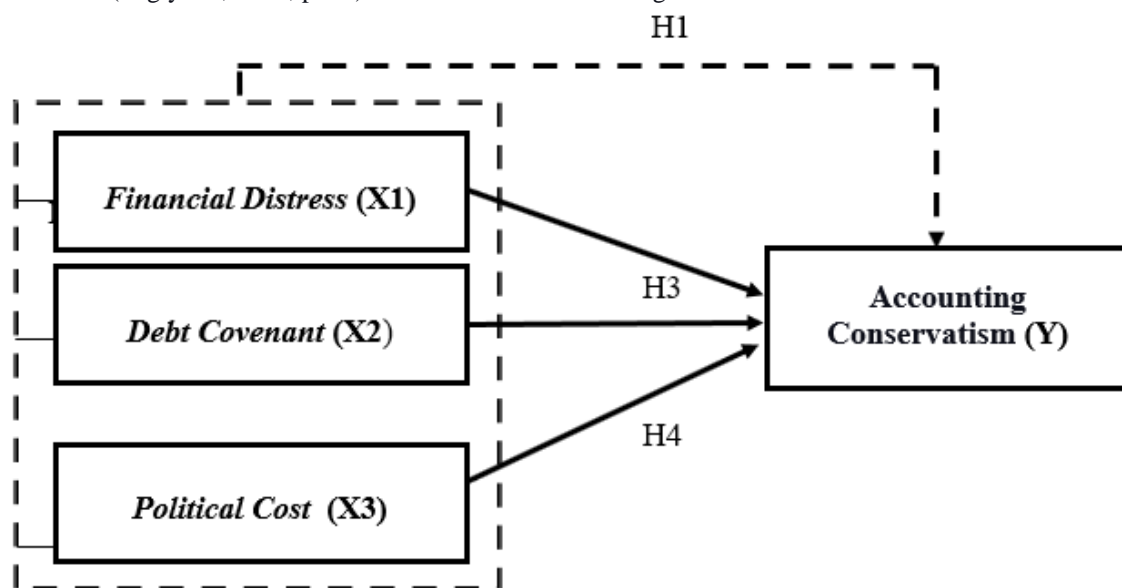 H1
Financial Distress (X1)
Debt Covenant (X2)
Political Cost (X3)
H3
H4
Accounting
Conservatism (Y)